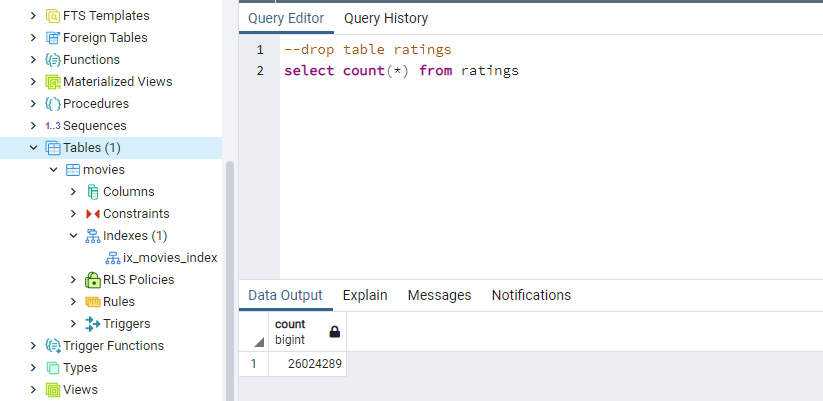 FTS Templates
Foreign Tables
Functions
Materialized Views
Procedures
1..3 Sequences
Tables (1)
movies
Columns
Constraints
Indexes (1)
ix_movies_index
RLS Policies
Rules
Triggers
Trigger Functions
Types
Views
Query Editor Query History
1 --drop table ratings
2 select count(*) from ratings
Data Output Explain Messages Notifications
count
bigint
1 26024289